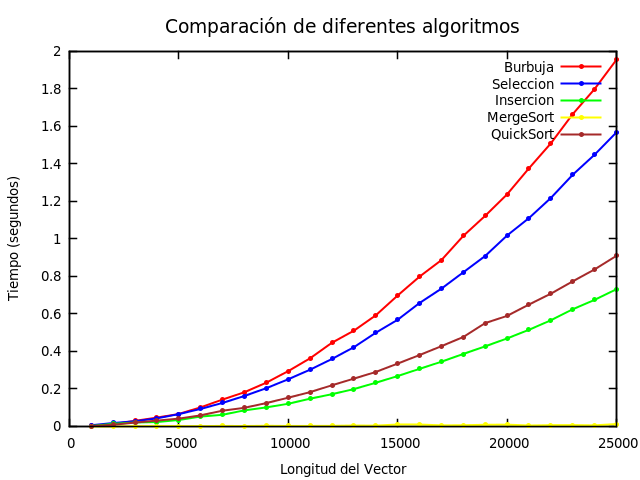 Comparación de diferentes algoritmos
2
1.8
1.6
1.4
1.2
1
0.8
0.6
0.4
0.2
0
Tiempo (segundos)
Burbuja
Seleccion
Insercion
MergeSort
QuickSort
0 5000 10000 15000 20000 25000
Longitud del Vector